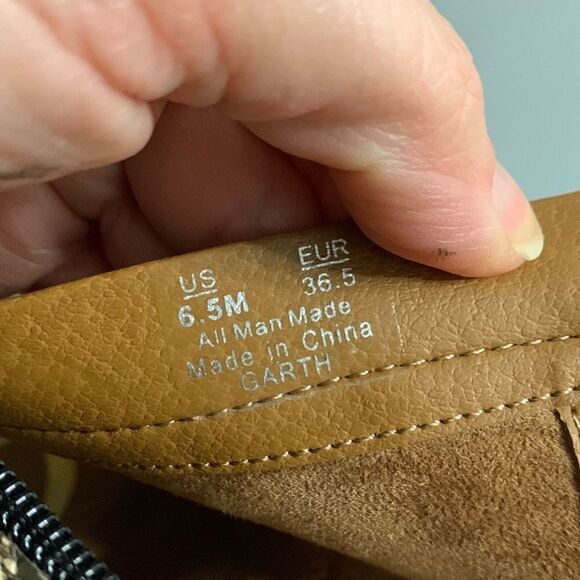 US EUR
6.5M 36.5
All Man Made
Made in China
GARTH